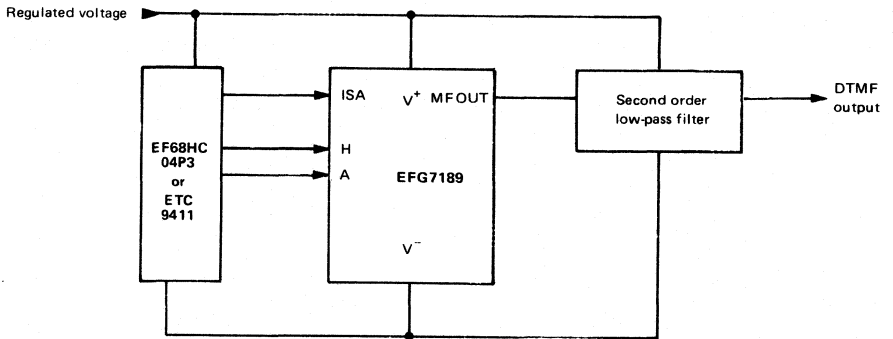 Regulated voltage
ISA
V+ MFOUT
DTMF
output
Second order
low-pass filter
EF68HC
04P3
or
ETC
9411
H
A
EFG7189
V-